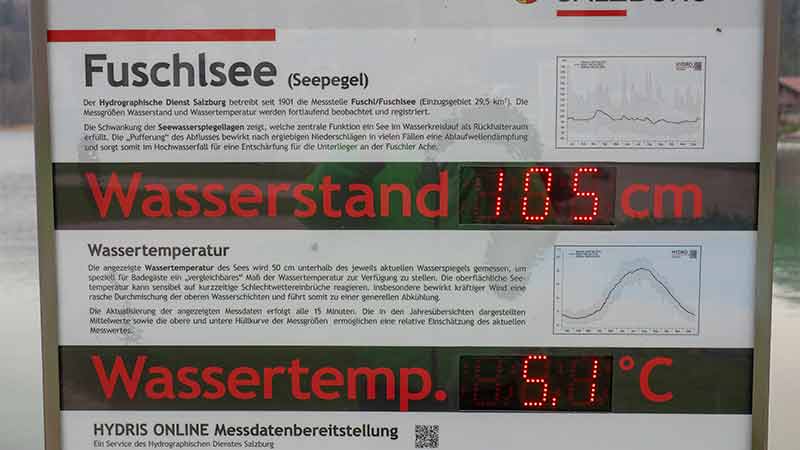 SALZBURG
Fuschlsee (Seepegel)
Der Hydrographische Dienst Salzburg betreibt seit 1901 die Messstelle Fuschl/Fuschlsee (Einzugsgebiet 29,5 km²). Die
Messgrößen Wasserstand und Wassertemperatur werden fortlaufend beobachtet und registriert.
Die Schwankung der Seewasserspiegellagen zeigt, welche zentrale Funktion ein See im Wasserkreislauf als Rückhalteraum
erfüllt. Die „Pufferung" des Abflusses bewirkt nach ergiebigen Niederschlägen in vielen Fällen eine Ablaufwellendämpfung
und sorgt somit im Hochwasserfall für eine Entschärfung für die Unterlieger an der Fuschler Ache.
HYDRO
Wasserstand 105 cm
Wassertemperatur
Die angezeigte Wassertemperatur des Sees wird 50 cm unterhalb des jeweils aktuellen Wasserspiegels gemessen, um
speziell für Badegäste ein „vergleichbares" Maß der Wassertemperatur zur Verfügung zu stellen. Die oberflächliche See-
temperatur kann sensibel auf kurzzeitige Schlechtwettereinbrüche reagieren. Insbesondere bewirkt kräftiger Wind eine
rasche Durchmischung der oberen Wasserschichten und führt somit zu einer generellen Abkühlung.
Die Aktualisierung der angezeigten Messdaten erfolgt alle 15 Minuten. Die in den Jahresübersichten dargestellten
Mittelwerte sowie die obere und untere Hüllkurve der Messgrößen ermöglichen eine relative Einschätzung des aktuellen
Messwertes.
HYDRO
Wassertemp. 5,1 °C
HYDRIS ONLINE Messdatenbereitstellung
Ein Service des Hydrographischen Dienstes Salzburg